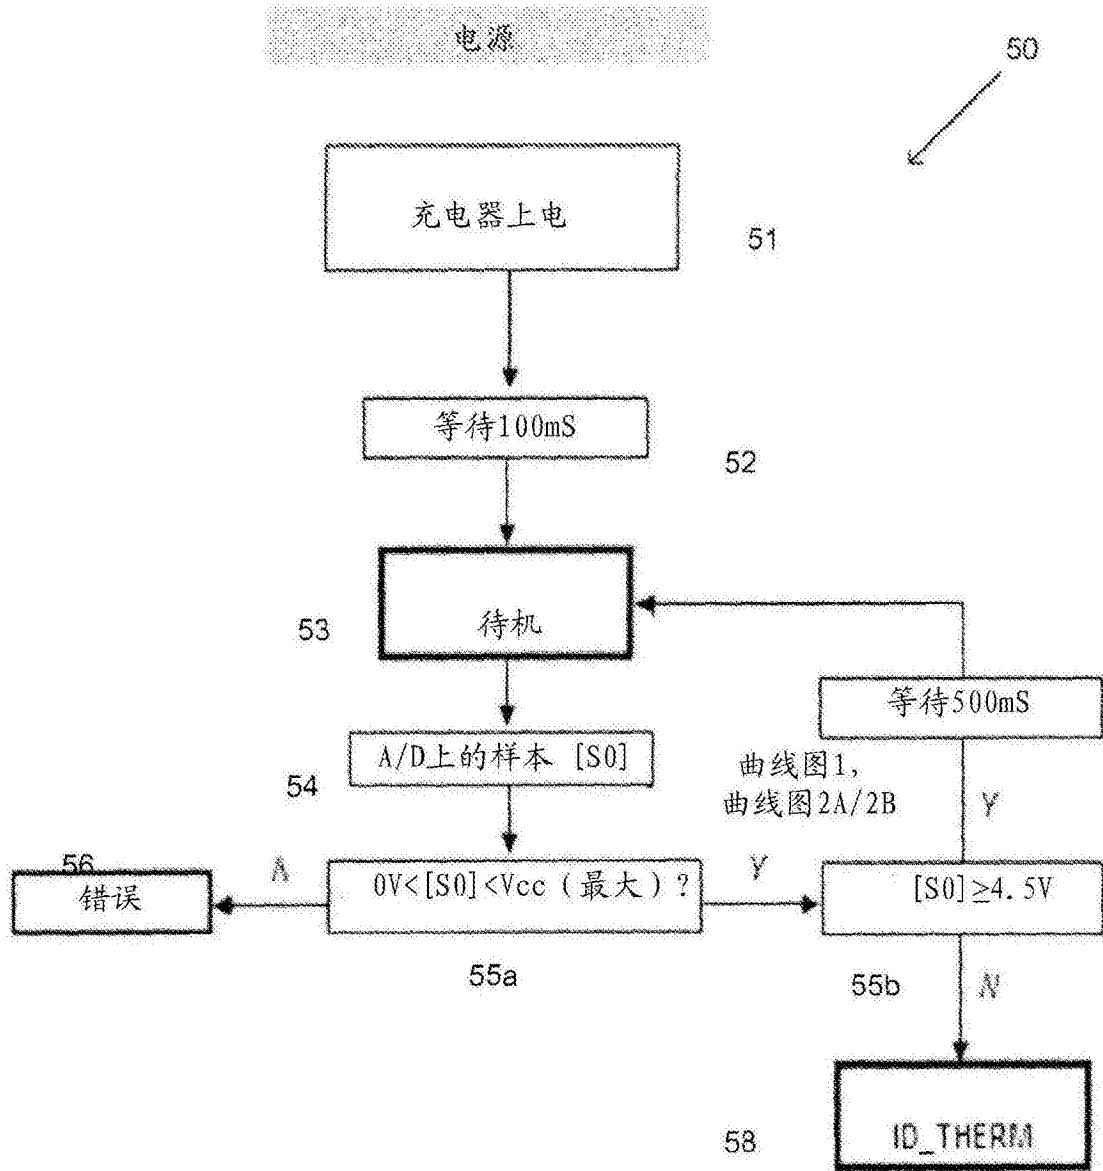 电源
50
充电器上电
51
等待100mS
52
待机
53
等待500mS
A/D上的样本 [S0]
54
曲线图1,
曲线图2A/2B
Y
56
错误
0V<[S0]<Vcc（最大）?
Y
[S0]≥4.5V
55a
55b
N
58
ID_THERM